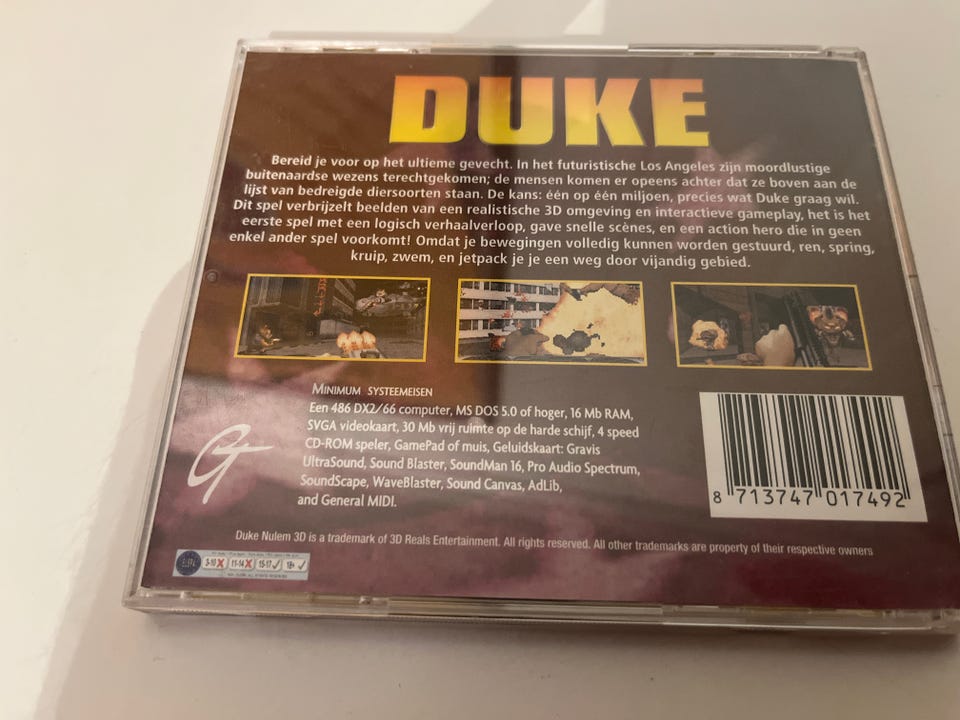 DUKE
Bereid je voor op het ultieme gevecht. In het futuristische Los Angeles zijn moordlustige
buitenaardse wezens terechtgekomen; de mensen komen er opeens achter dat ze boven aan de
lijst van bedreigde diersoorten staan. De kans: één op één miljoen, precies wat Duke graag wil.
Dit spel verbrijzelt beelden van een realistische 3D omgeving en interactieve gameplay, het is het
eerste spel met een logisch verhaalverloop, gave snelle scènes, en een action hero die in geen
enkel ander spel voorkomt! Omdat je bewegingen volledig kunnen worden gestuurd, ren, spring,
kruip, zwem, en jetpack je je een weg door vijandig gebied.
MINIMUM SYSTEEMEISEN
Een 486 DX2/66 computer, MS DOS 5.0 of hoger, 16 Mb RAM,
SVGA videokaart, 30 Mb vrij ruimte op de harde schijf, 4 speed
CD-ROM speler, GamePad of muis, Geluidskaart: Gravis
UltraSound, Sound Blaster, SoundMan 16, Pro Audio Spectrum,
SoundScape, WaveBlaster, Sound Canvas, AdLib,
and General MIDI.
GT
8 713747 017492
Duke Nulem 3D is a trademark of 3D Reals Entertainment. All rights reserved. All other trademarks are property of their respective owners
3-10 11-14 15-17 18+